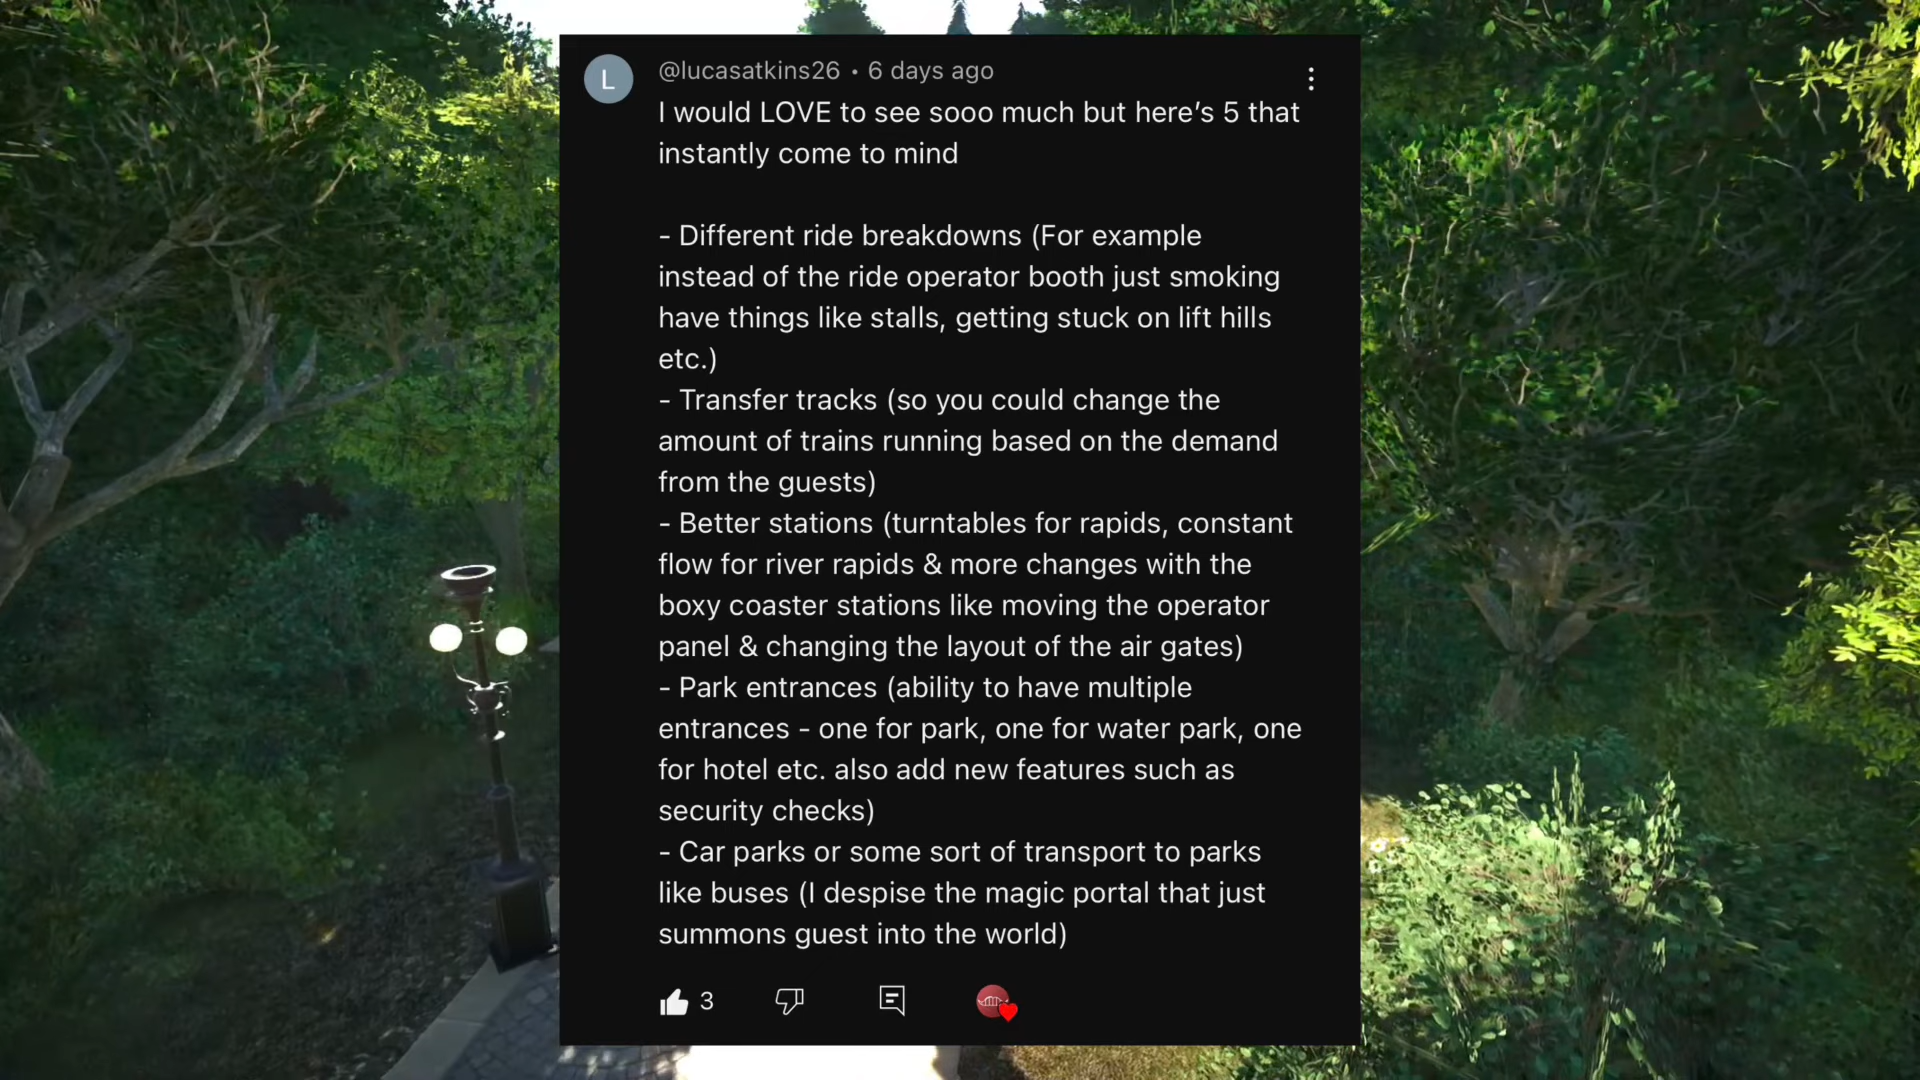 L
@lucasatkins26 • 6 days ago
I would LOVE to see sooo much but here’s 5 that
instantly come to mind
- Different ride breakdowns (For example
instead of the ride operator booth just smoking
have things like stalls, getting stuck on lift hills
etc.)
- Transfer tracks (so you could change the
amount of trains running based on the demand
from the guests)
- Better stations (turntables for rapids, constant
flow for river rapids & more changes with the
boxy coaster stations like moving the operator
panel & changing the layout of the air gates)
- Park entrances (ability to have multiple
entrances - one for park, one for water park, one
for hotel etc. also add new features such as
security checks)
- Car parks or some sort of transport to parks
like buses (I despise the magic portal that just
summons guest into the world)
3